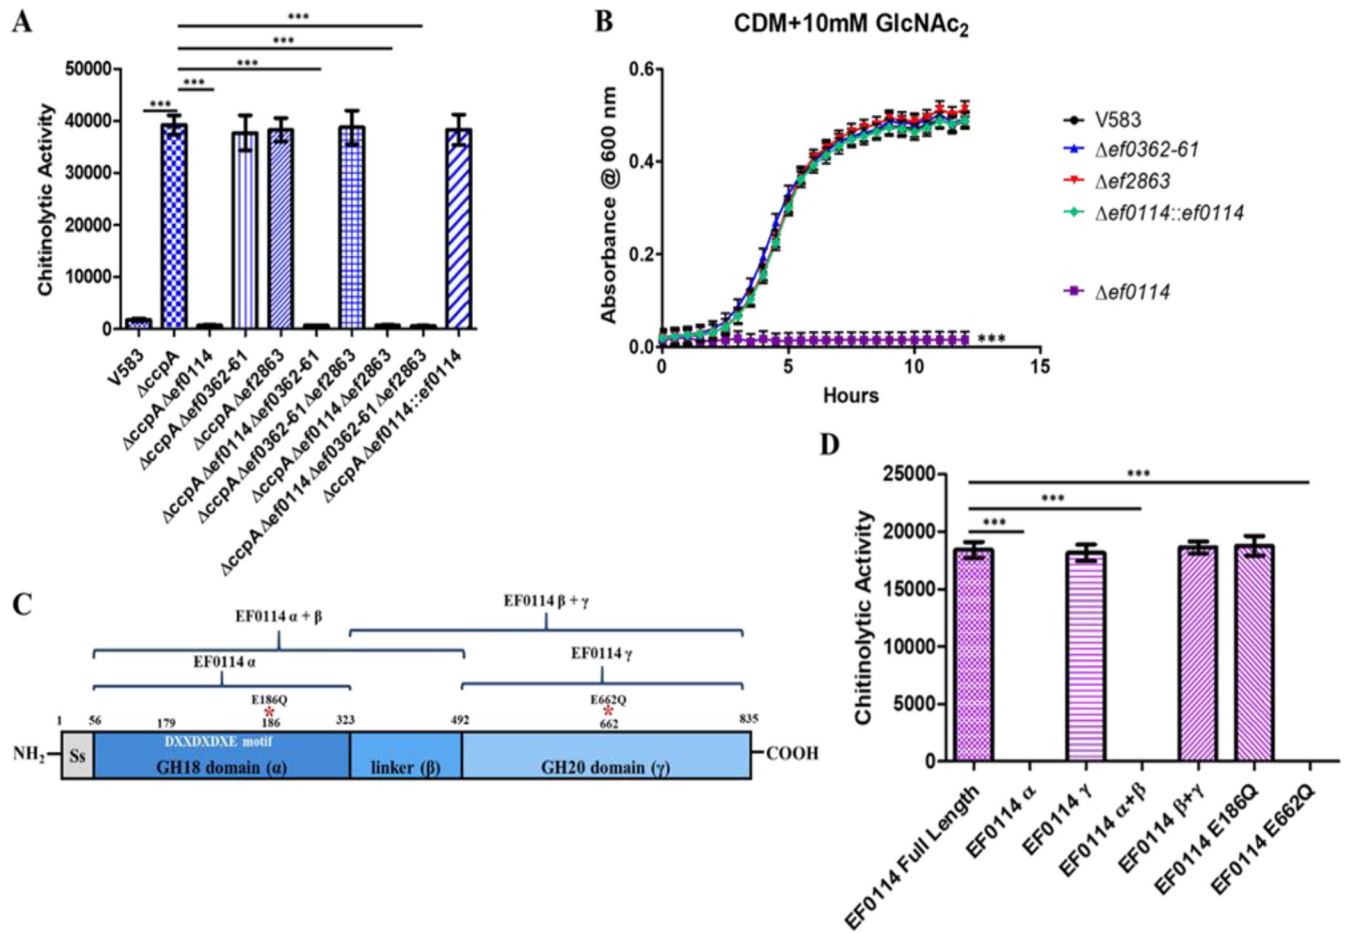 A
***
***
***
***
***
50000
40000
30000
20000
10000
0
Chitinolytic Activity
V583
ΔccpA
ΔccpAΔef0114
ΔccpAΔef0362-61
ΔccpAΔef2863
ΔccpAΔef0114Δef0362-61
ΔccpAΔef0362-61Δef2863
ΔccpAΔef0114Δef2863
ΔccpAΔef0114Δef0362-61Δef2863
ΔccpAΔef0114::ef0114
B
CDM+10mM GlcNAc₂
0.6
0.4
0.2
0.0
Absorbance @ 600 nm
0 5 10 15
Hours
***
V583
Δef0362-61
Δef2863
Δef0114::ef0114
Δef0114
C
EF0114 β + γ
EF0114 α + β
EF0114 γ
EF0114 α
E186Q E662Q
* *
1 56 179 186 323 492 662 835
NH₂ Ss DXXDXDXE motif COOH
GH18 domain (α) linker (β) GH20 domain (γ)
D
***
***
***
25000
20000
15000
10000
5000
0
Chitinolytic Activity
EF0114 Full Length
EF0114 α
EF0114 γ
EF0114 α+β
EF0114 β+γ
EF0114 E186Q
EF0114 E662Q